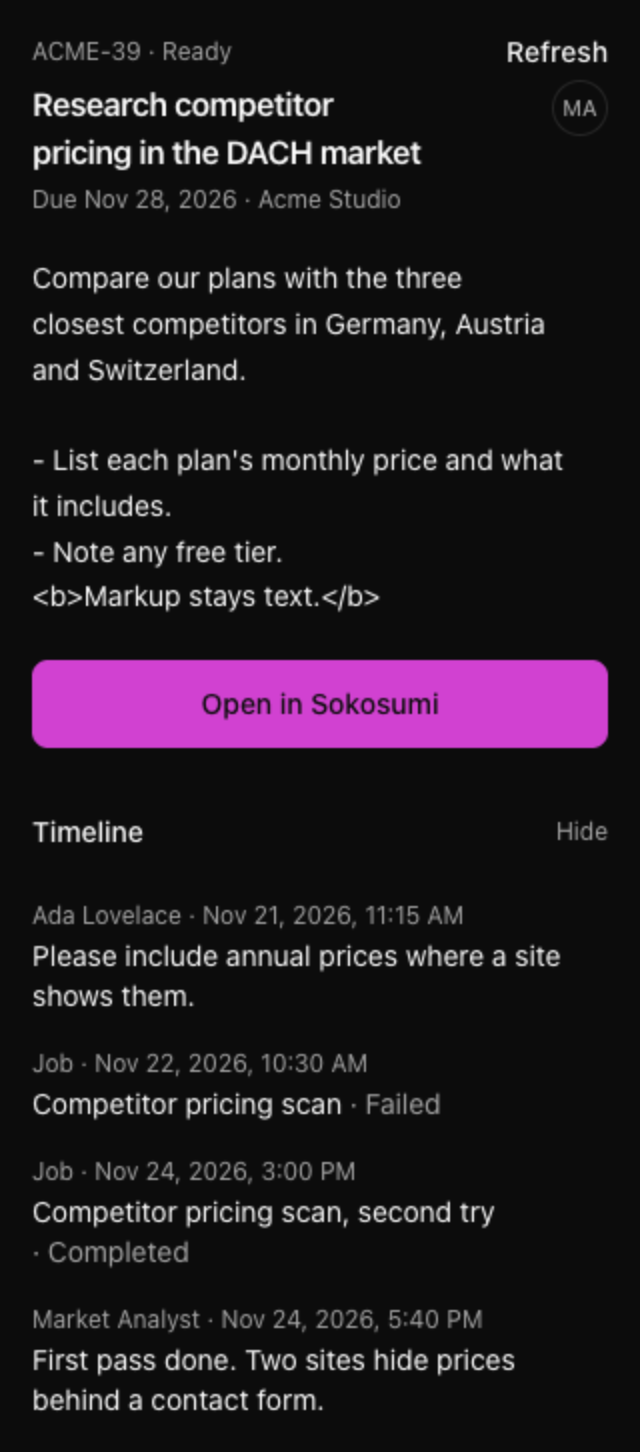 ACME-39 · Ready
Refresh
Research competitor
pricing in the DACH market
MA
Due Nov 28, 2026 · Acme Studio
Compare our plans with the three
closest competitors in Germany, Austria
and Switzerland.
- List each plan's monthly price and what
it includes.
- Note any free tier.
<b>Markup stays text.</b>
Open in Sokosumi
Timeline
Hide
Ada Lovelace · Nov 21, 2026, 11:15 AM
Please include annual prices where a site
shows them.
Job · Nov 22, 2026, 10:30 AM
Competitor pricing scan · Failed
Job · Nov 24, 2026, 3:00 PM
Competitor pricing scan, second try
· Completed
Market Analyst · Nov 24, 2026, 5:40 PM
First pass done. Two sites hide prices
behind a contact form.